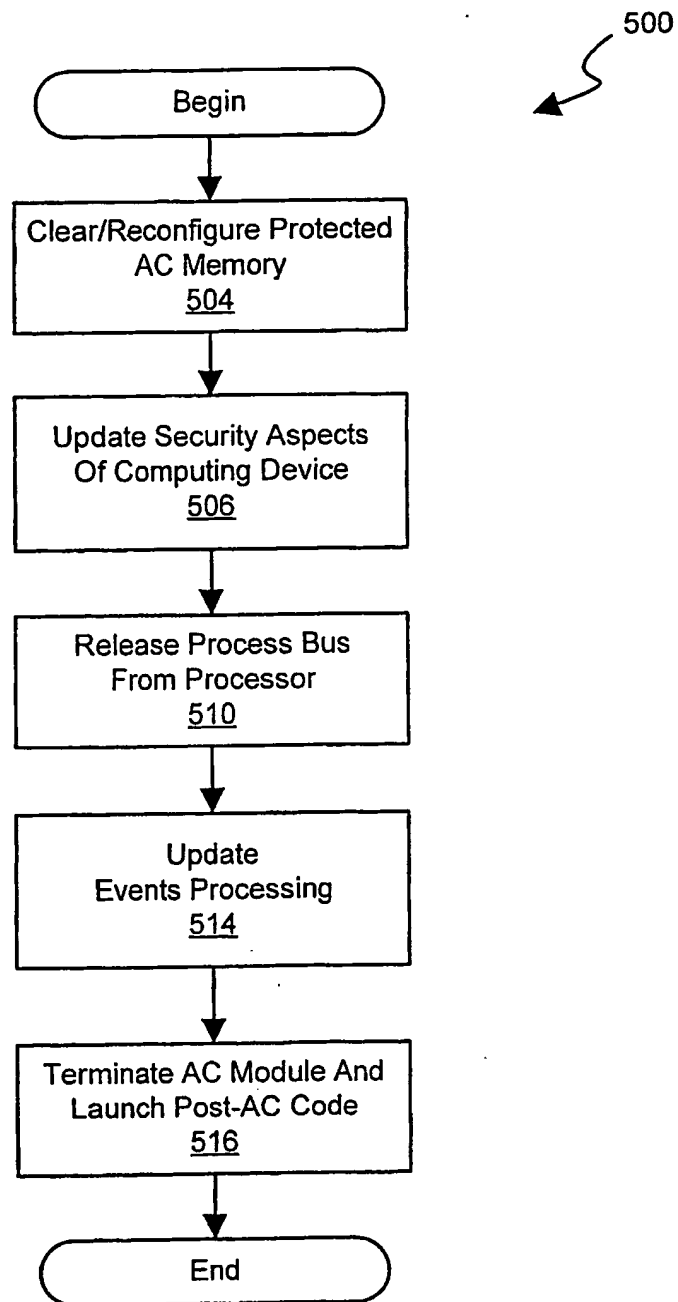 500
Begin
Clear/Reconfigure Protected
AC Memory
504
Update Security Aspects
Of Computing Device
506
Release Process Bus
From Processor
510
Update
Events Processing
514
Terminate AC Module And
Launch Post-AC Code
516
End